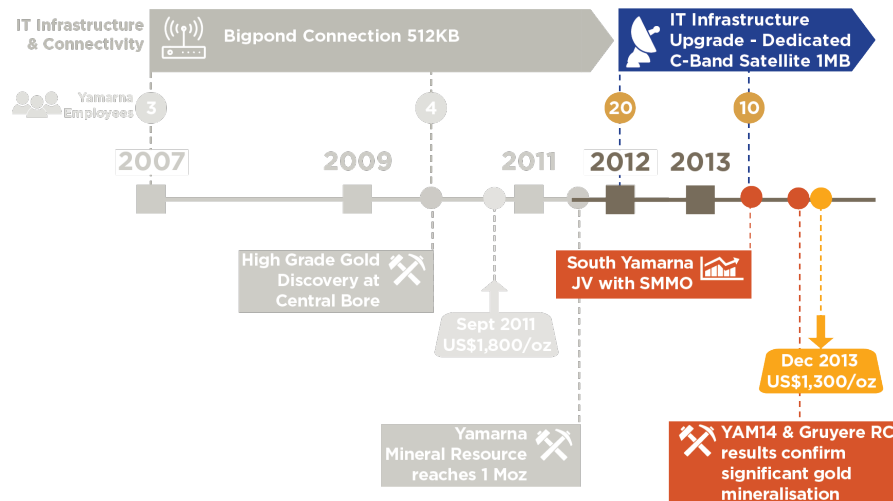 IT Infrastructure
& Connectivity
Bigpond Connection 512KB
IT Infrastructure
Upgrade - Dedicated
C-Band Satellite 1MB
Yamarna
Employees
3
4
20
10
2007
2009
2011
2012
2013
High Grade Gold
Discovery at
Central Bore
South Yamarna
JV with SMMO
Sept 2011
US$1,800/oz
Dec 2013
US$1,300/oz
Yamarna
Mineral Resource
reaches 1 Moz
YAM14 & Gruyere RC
results confirm
significant gold
mineralisation